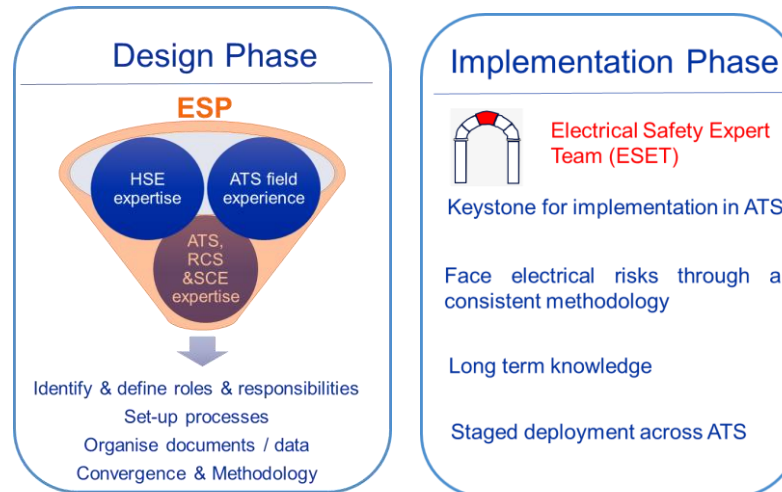 Design Phase
ESP
HSE
expertise
ATS field
experience
ATS,
RCS
&SCE
expertise
Identify & define roles & responsibilities
Set-up processes
Organise documents / data
Convergence & Methodology
Implementation Phase
Electrical Safety Expert
Team (ESET)
Keystone for implementation in ATS
Face electrical risks through a
consistent methodology
Long term knowledge
Staged deployment across ATS